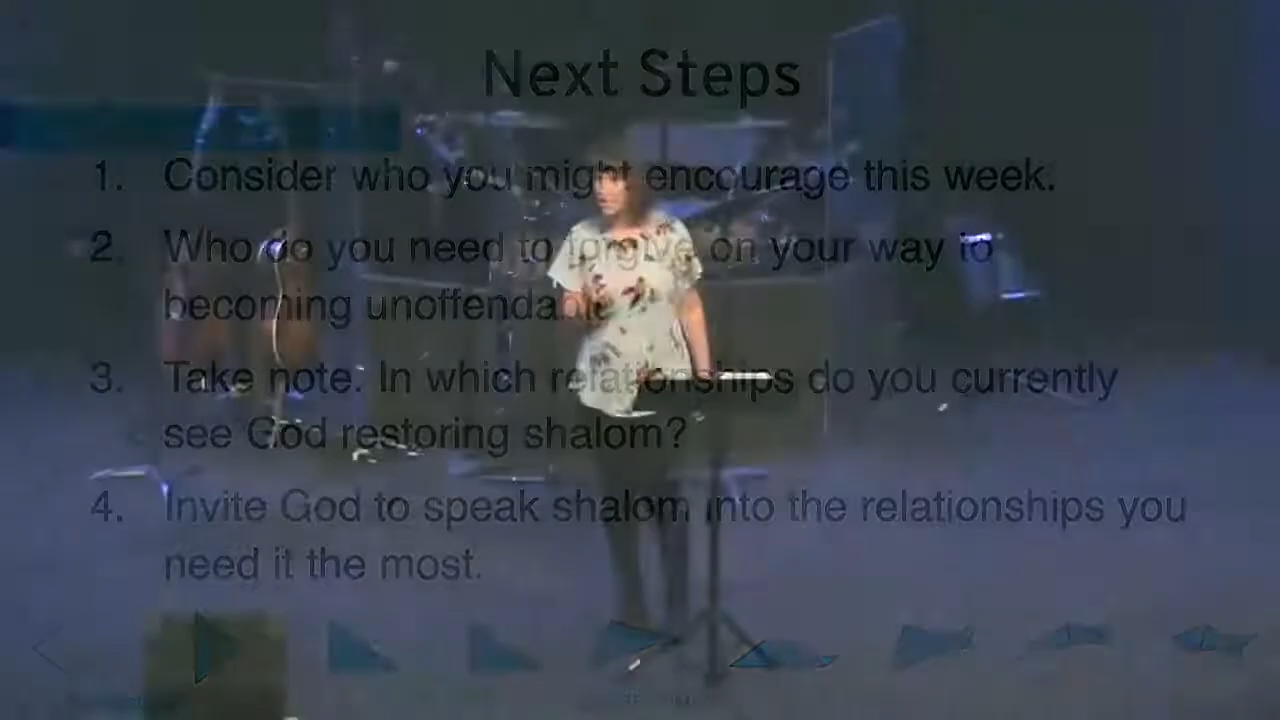 Next Steps
1. Consider who you might encourage this week.
2. Who do you need to forgive on your way to
becoming unoffendable
3. Take note. In which relationships do you currently
see God restoring shalom?
4. Invite God to speak shalom into the relationships you
need it the most.